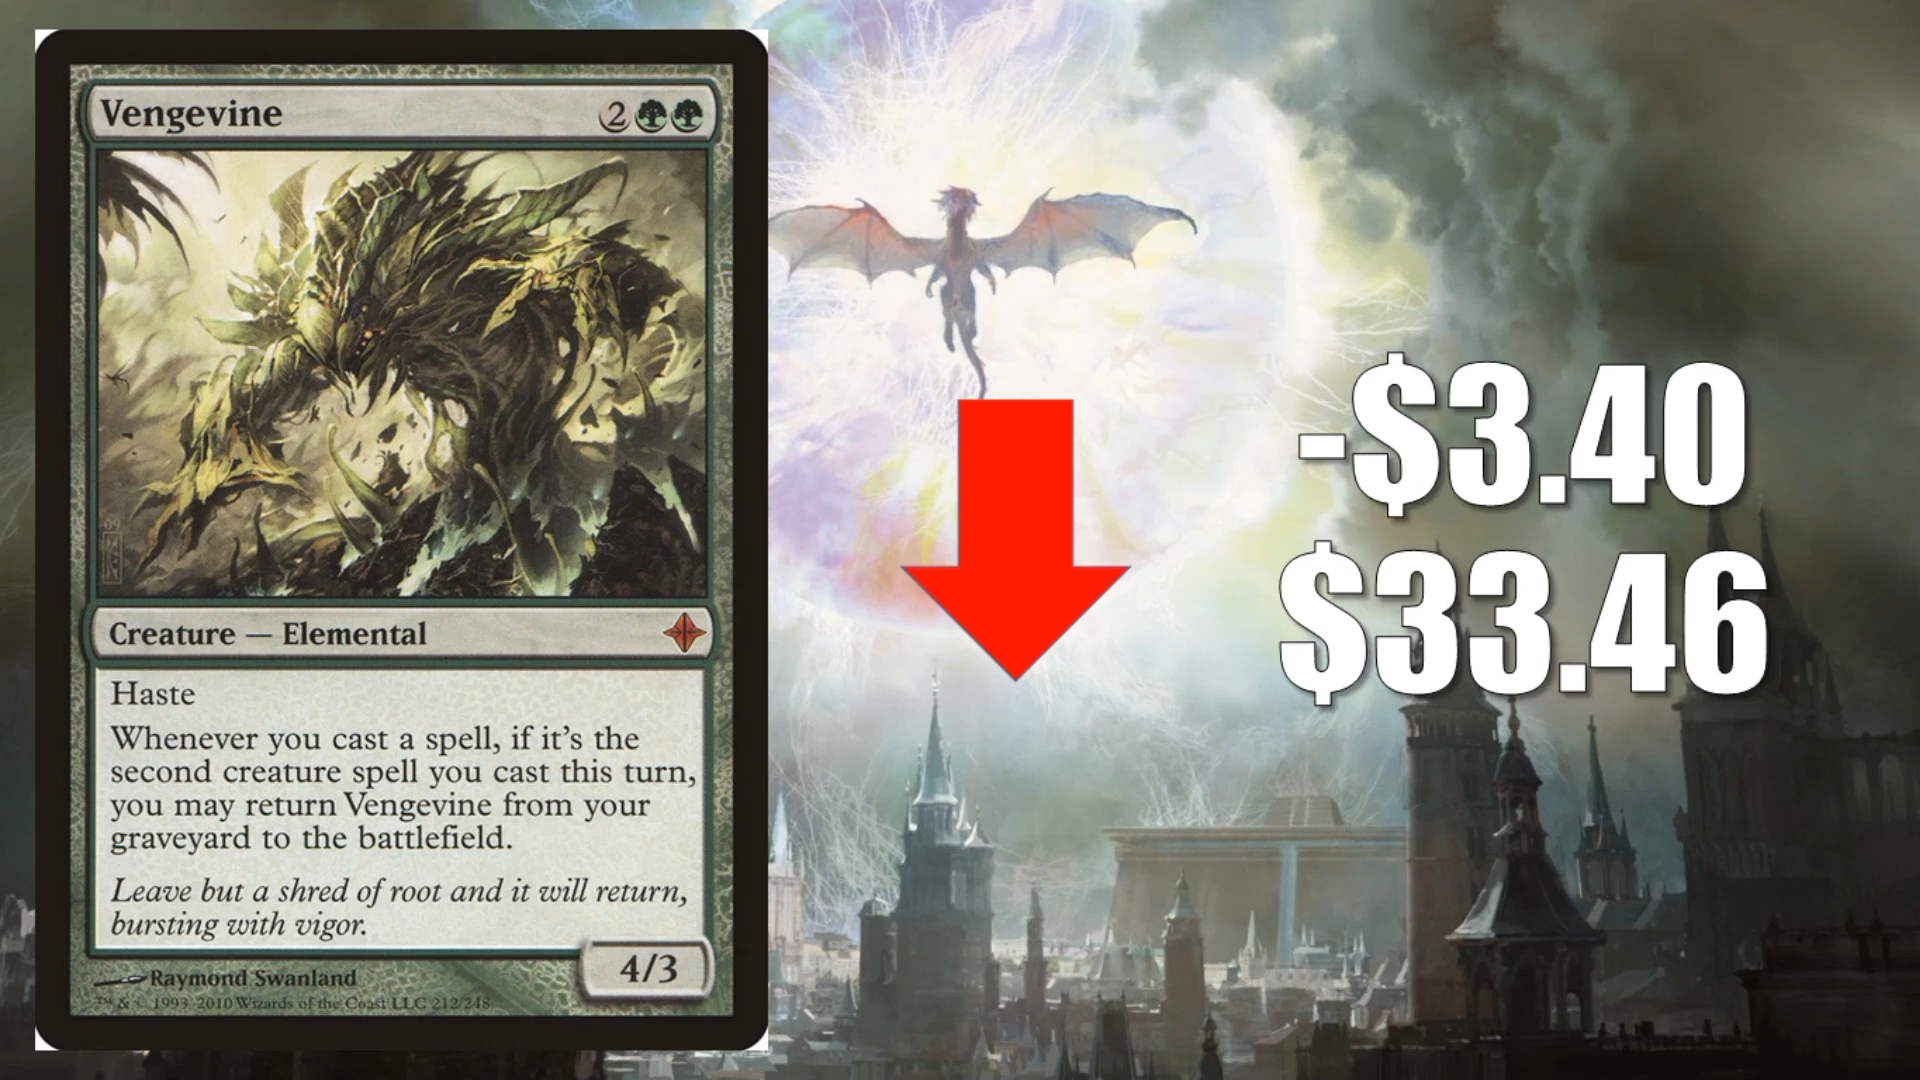 Vengevine 2
Creature — Elemental
Haste
Whenever you cast a spell, if it's the
second creature spell you cast this turn,
you may return Vengevine from your
graveyard to the battlefield.
Leave but a shred of root and it will return,
bursting with vigor.
4/3
Raymond Swanland
™ & © 1993-2010 Wizards of the Coast LLC 212/248
-$3.40
$33.46